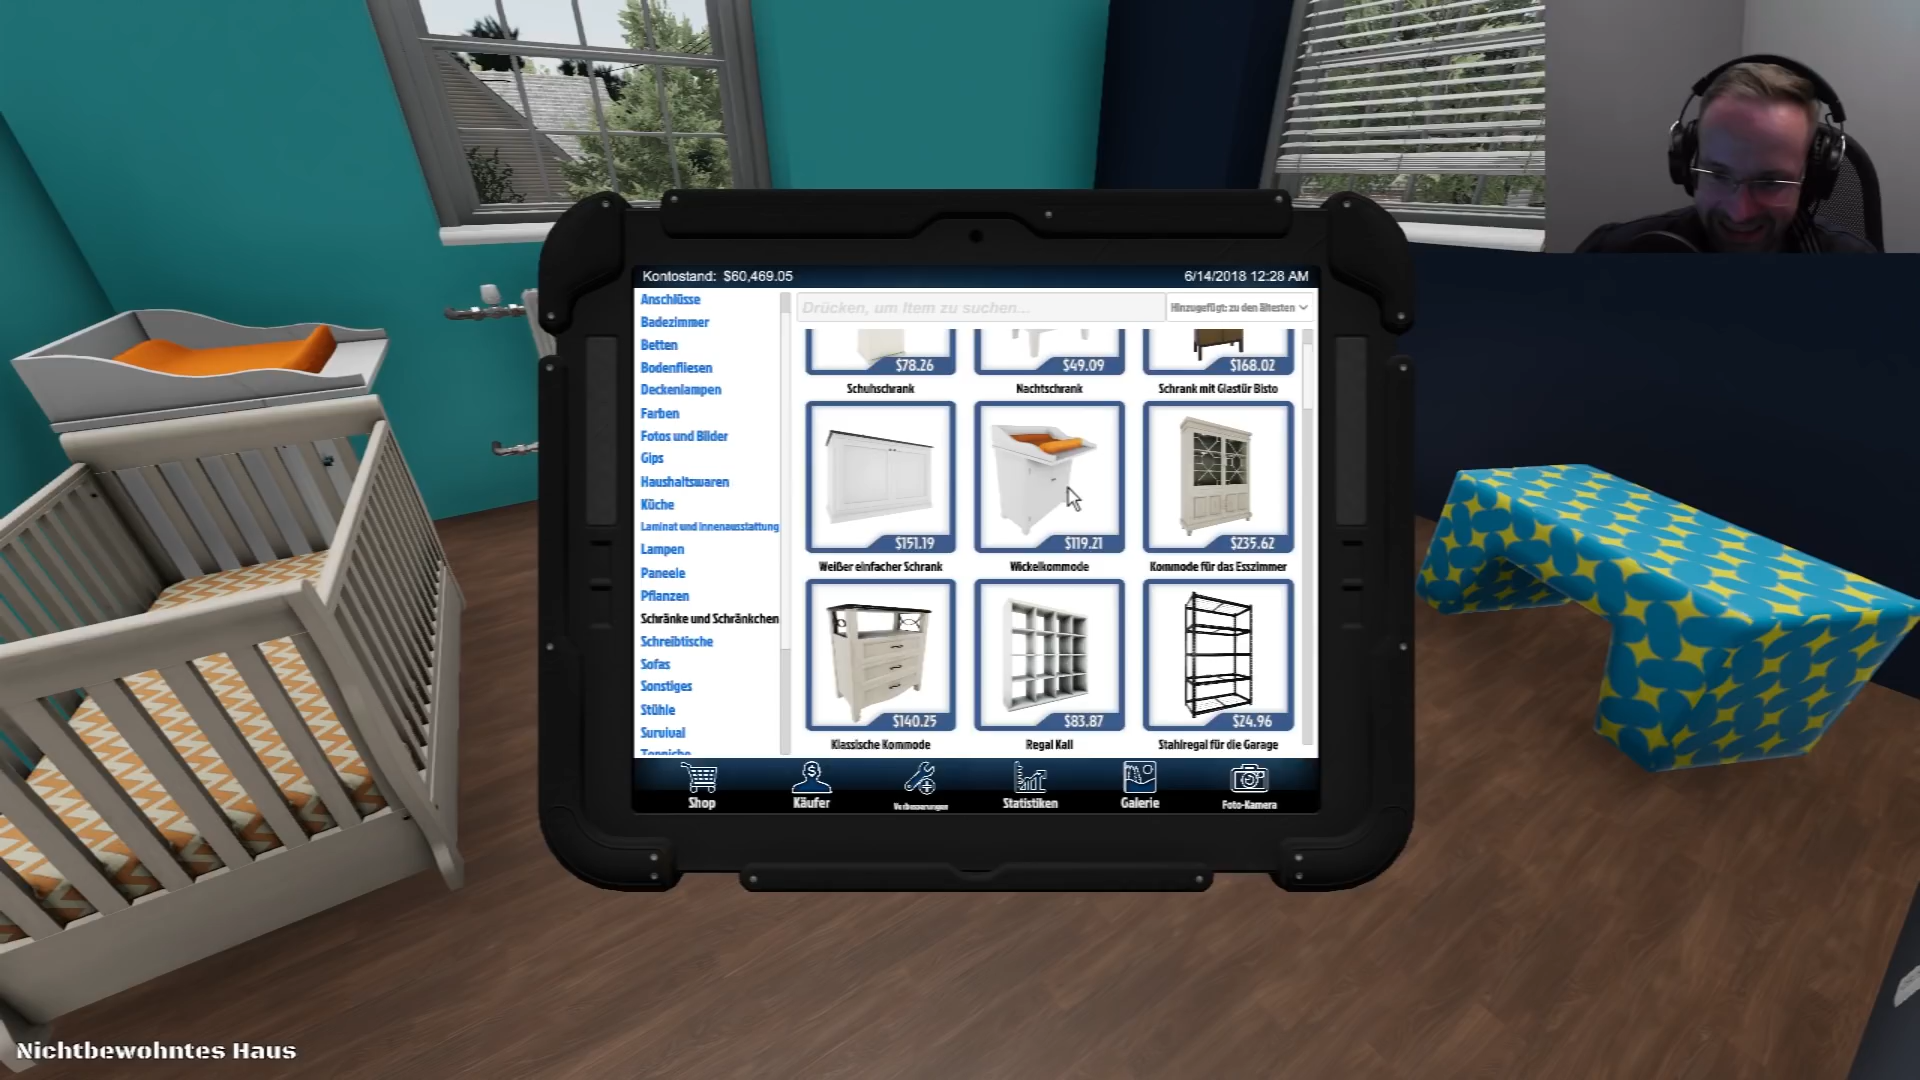 Kontostand: $60,469.05
6/14/2018 12:28 AM
Anschlüsse
Badezimmer
Betten
Bodenfliesen
Deckenlampen
Farben
Fotos und Bilder
Gips
Haushaltswaren
Küche
Laminat und Innenausstattung
Lampen
Paneele
Pflanzen
Schränke und Schränkchen
Schreibtische
Sofas
Sonstiges
Stühle
Survival
Teppiche
Drücken, um Item zu suchen...
Hinzugefügt: zu den ältesten
$78.26
$49.09
$168.02
Schuhschrank
Nachtschrank
Schrank mit Glastür Bisto
$151.19
$119.21
$235.62
Weißer einfacher Schrank
Wickelkommode
Kommode für das Esszimmer
$140.25
$83.87
$24.96
Klassische Kommode
Regal Kall
Stahlregal für die Garage
Shop
Käufer
Verbesserungen
Statistiken
Galerie
Foto-Kamera
Nichtbewohntes Haus